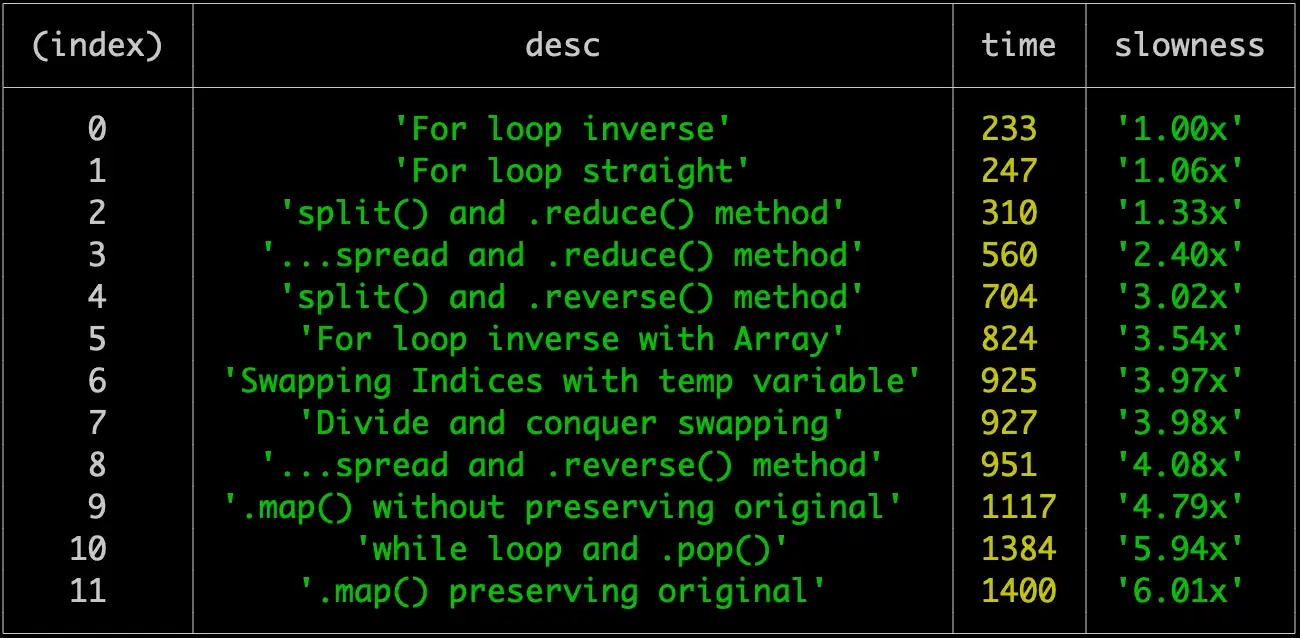 (index) desc time slowness
0 'For loop inverse' 233 '1.00x'
1 'For loop straight' 247 '1.06x'
2 'split() and .reduce() method' 310 '1.33x'
3 '...spread and .reduce() method' 560 '2.40x'
4 'split() and .reverse() method' 704 '3.02x'
5 'For loop inverse with Array' 824 '3.54x'
6 'Swapping Indices with temp variable' 925 '3.97x'
7 'Divide and conquer swapping' 927 '3.98x'
8 '...spread and .reverse() method' 951 '4.08x'
9 '.map() without preserving original' 1117 '4.79x'
10 'while loop and .pop()' 1384 '5.94x'
11 '.map() preserving original' 1400 '6.01x'